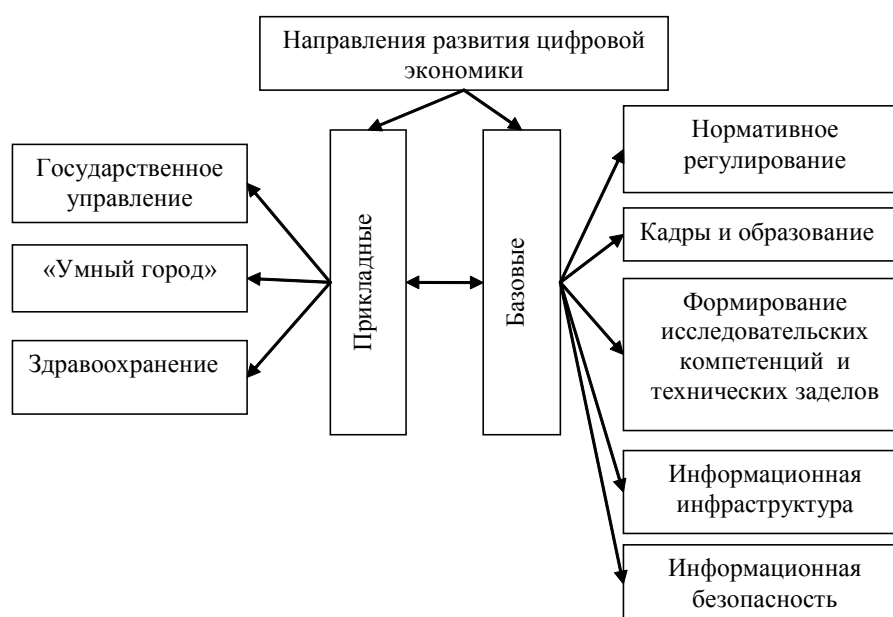 Направления развития цифровой
экономики
Государственное
управление
«Умный город»
Здравоохранение
Прикладные
Базовые
Нормативное
регулирование
Кадры и образование
Формирование
исследовательских
компетенций и
технических заделов
Информационная
инфраструктура
Информационная
безопасность